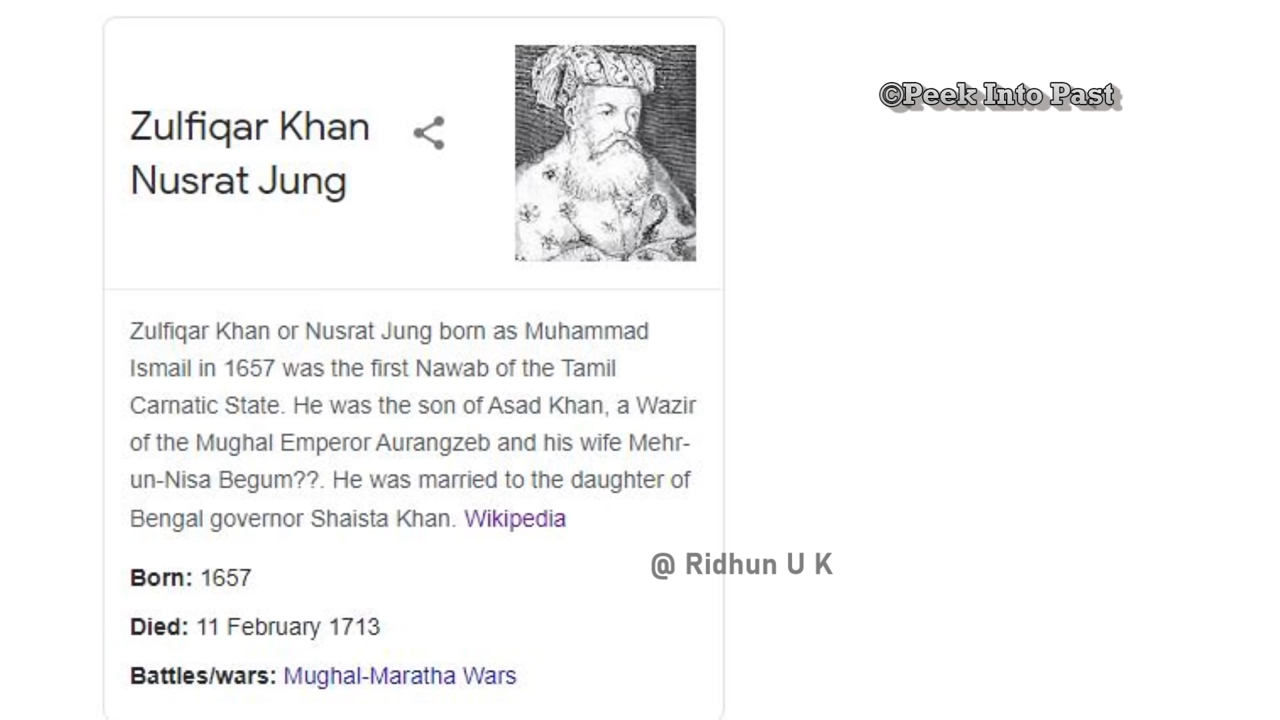 ©Peek Into Past
Zulfiqar Khan
Nusrat Jung
Zulfiqar Khan or Nusrat Jung born as Muhammad
Ismail in 1657 was the first Nawab of the Tamil
Carnatic State. He was the son of Asad Khan, a Wazir
of the Mughal Emperor Aurangzeb and his wife Mehr-
un-Nisa Begum??. He was married to the daughter of
Bengal governor Shaista Khan. Wikipedia
@ Ridhun U K
Born: 1657
Died: 11 February 1713
Battles/wars: Mughal-Maratha Wars